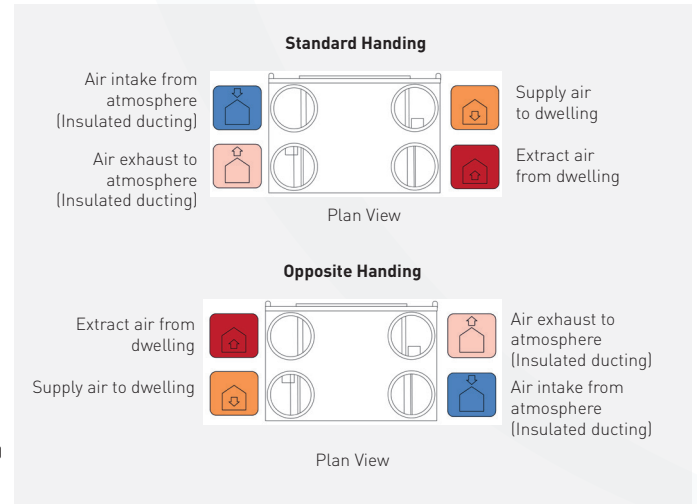 Standard Handing
Air intake from
atmosphere
(Insulated ducting)
Supply air
to dwelling
Air exhaust to
atmosphere
(Insulated ducting)
Extract air
from dwelling
Plan View
Opposite Handing
Extract air from
dwelling
Air exhaust to
atmosphere
(Insulated ducting)
Supply air to dwelling
Air intake from
atmosphere
(Insulated ducting)
Plan View